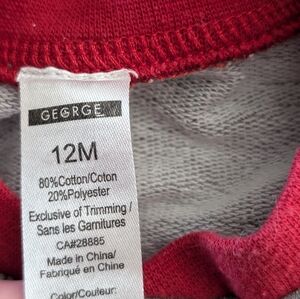 GEORGE
12M
80%Cotton/Coton
20%Polyester
Exclusive of Trimming/
Sans les Garnitures
CA#28885
Made in China/
Fabriqué en Chine
Color/Couleur: